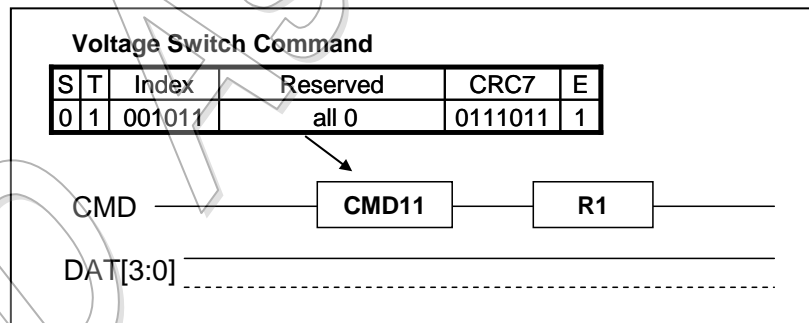 Voltage Switch Command
S T Index Reserved CRC7 E
0 1 001011 all 0 0111011 1
CMD CMD11 R1
DAT[3:0]